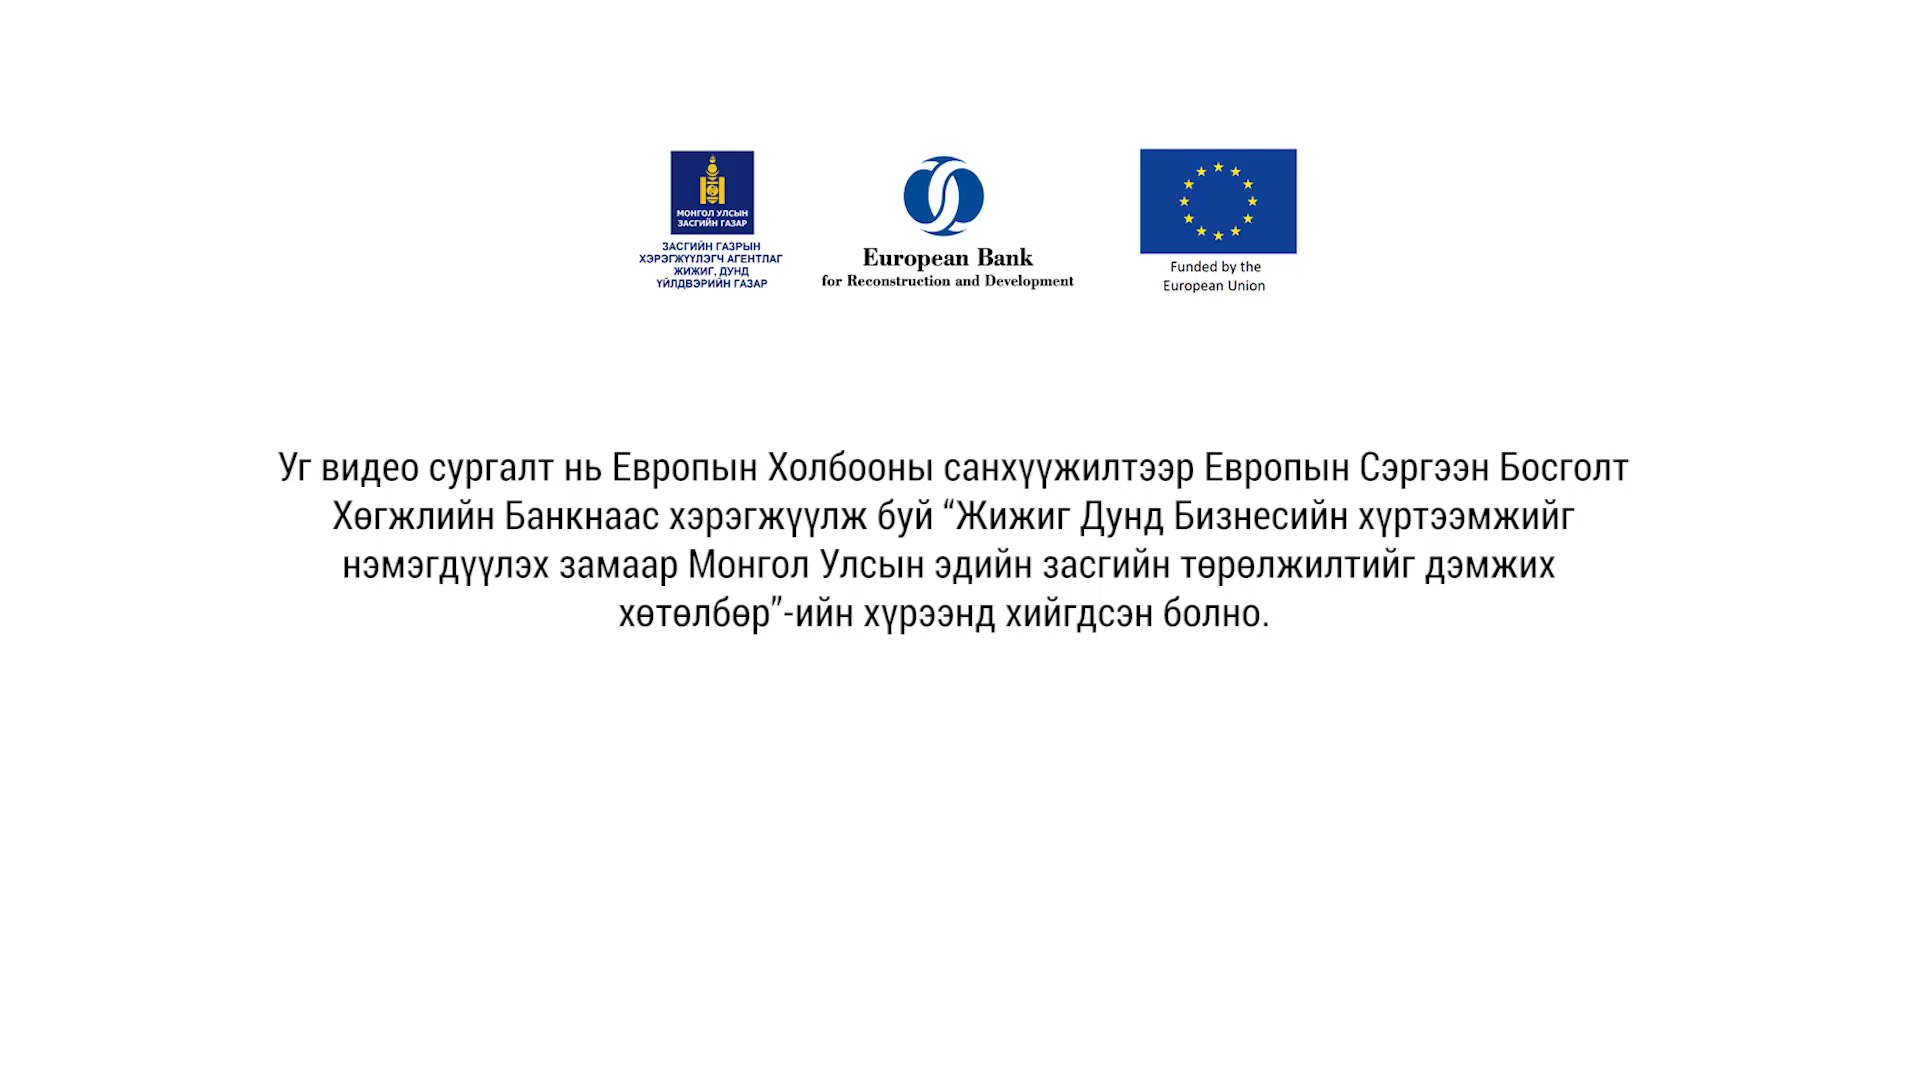 МОНГОЛ УЛСЫН
ЗАСГИЙН ГАЗАР
ЗАСГИЙН ГАЗРЫН
ХЭРЭГЖҮҮЛЭГЧ АГЕНТЛАГ
ЖИЖИГ, ДУНД
ҮЙЛДВЭРИЙН ГАЗАР
European Bank
for Reconstruction and Development
Funded by the
European Union
Уг видео сургалт нь Европын Холбооны санхүүжилтээр Европын Сэргээн Босголт
Хөгжлийн Банкнаас хэрэгжүүлж буй “Жижиг Дунд Бизнесийн хүртээмжийг
нэмэгдүүлэх замаар Монгол Улсын эдийн засгийн төрөлжилтийг дэмжих
хөтөлбөр”-ийн хүрээнд хийгдсэн болно.